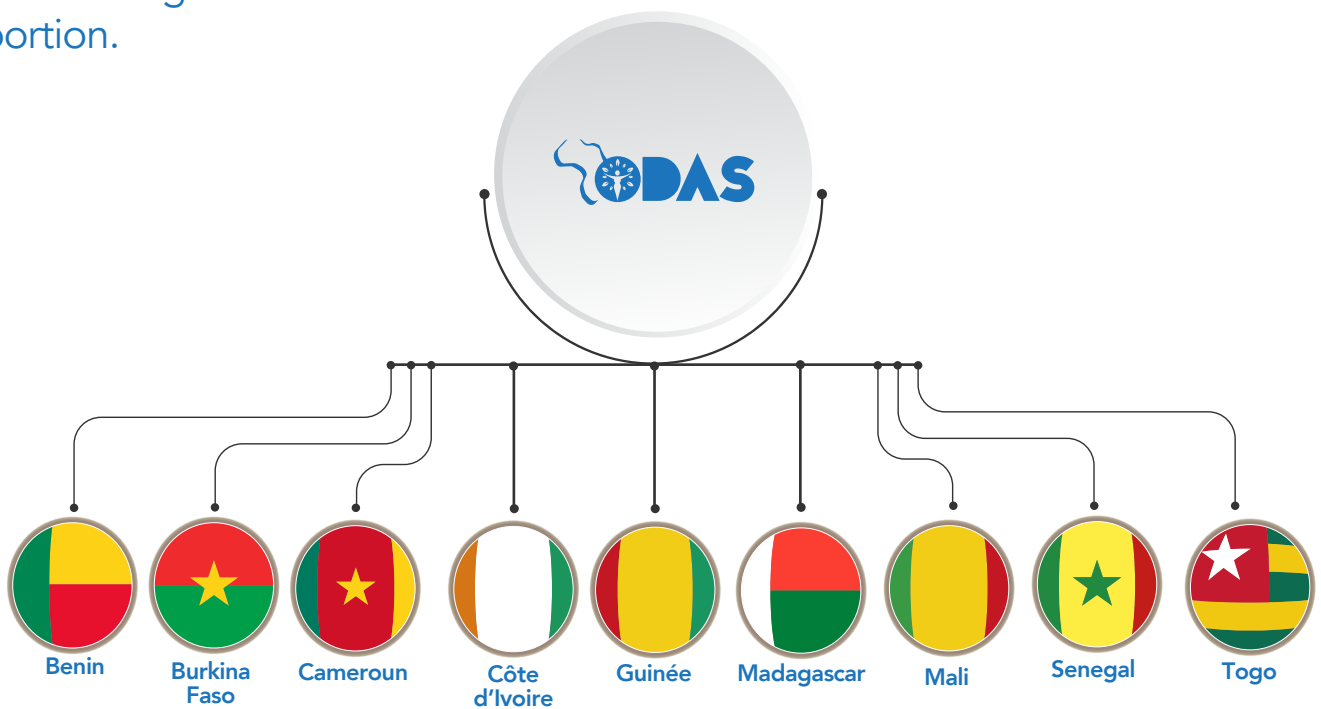 portion.
ODAS
Benin
Burkina
Faso
Cameroun
Côte
d'Ivoire
Guinée
Madagascar
Mali
Senegal
Togo